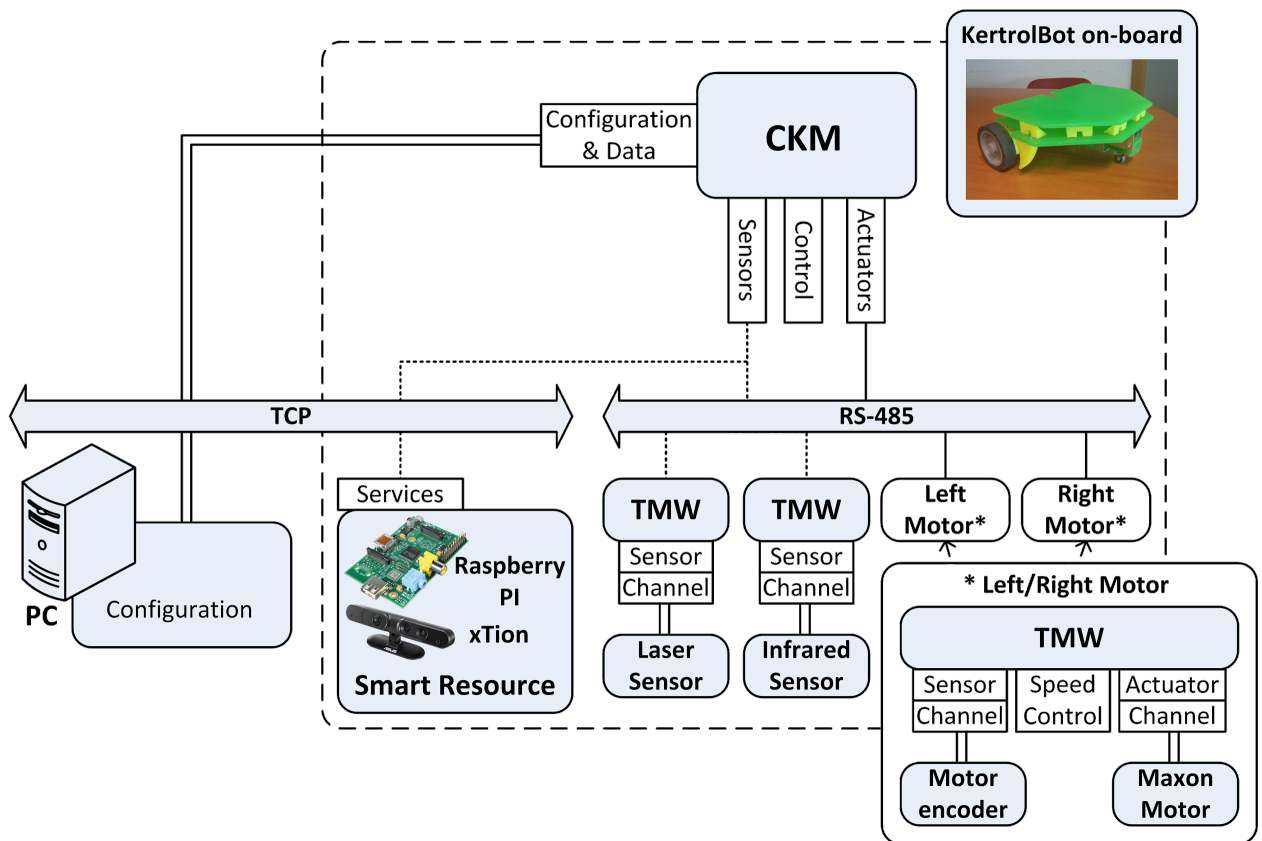 KertrolBot on-board
CKM
Configuration
& Data
Sensors
Control
Actuators
TCP
RS-485
PC
Configuration
Services
Raspberry
PI
xTion
Smart Resource
TMW
Sensor
Channel
Laser
Sensor
TMW
Sensor
Channel
Infrared
Sensor
Left
Motor*
Right
Motor*
* Left/Right Motor
TMW
Sensor
Channel
Speed
Control
Actuator
Channel
Motor
encoder
Maxon
Motor